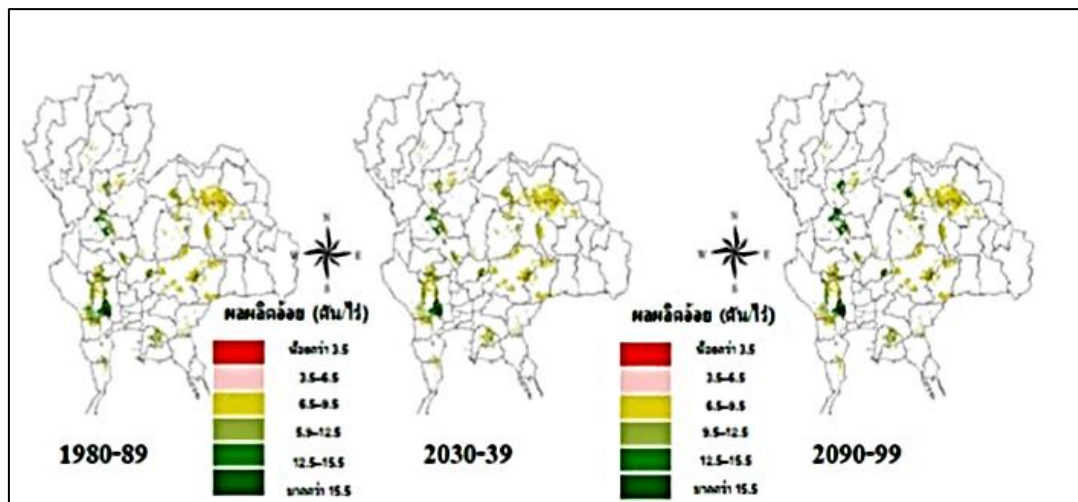 N
W E
S
N
W E
S
ผลผลิตอ้อย (ตัน/ไร่)
น้อยกว่า 3.5
3.5-6.5
6.5-9.5
5.9-12.5
12.5-15.5
มากกว่า 15.5
ผลผลิตอ้อย (ตัน/ไร่)
น้อยกว่า 3.5
3.5-6.5
6.5-9.5
9.5-12.5
12.5-15.5
มากกว่า 15.5
1980-89
2030-39
2090-99